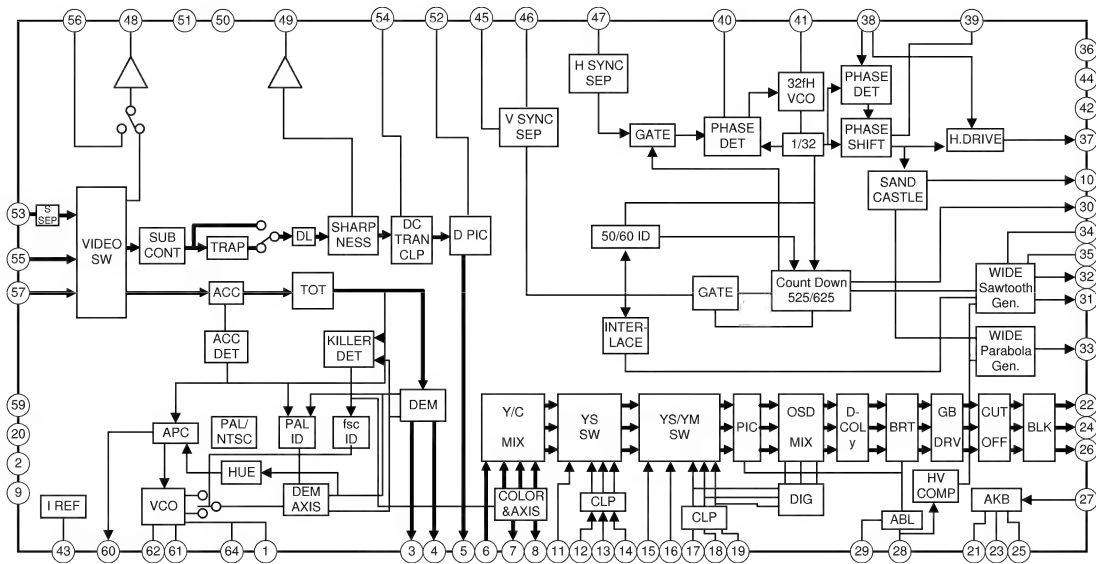 56 48 51 50 49 54 52 45 46 47 40 41 38 39
36
44
42
37
10
30
34
35
32
31
33
22
24
26
27
53
55
57
59
20
2
9
43 60 62 61 64 1 3 4 5 6 7 8 11 12 13 14 15 16 17 18 19 29 28 21 23 25
H SYNC
SEP
V SYNC
SEP
GATE
PHASE
DET
32fH
VCO
1/32
PHASE
DET
PHASE
SHIFT
H.DRIVE
SAND
CASTLE
S
SEP
VIDEO
SW
SUB
CONT
TRAP
DL
SHARP
NESS
DC
TRAN
CLP
D PIC
50/60 ID
GATE
Count Down
525/625
INTER-
LACE
WIDE
Sawtooth
Gen.
WIDE
Parabola
Gen.
ACC
TOT
ACC
DET
KILLER
DET
DEM
APC
PAL/
NTSC
PAL
ID
fsc
ID
HUE
I REF
VCO
DEM
AXIS
Y/C
MIX
YS
SW
YS/YM
SW
PIC
OSD
MIX
D-
COL
y
BRT
GB
DRV
CUT
OFF
BLK
COLOR
&AXIS
CLP
CLP
DIG
HV
COMP
ABL
AKB